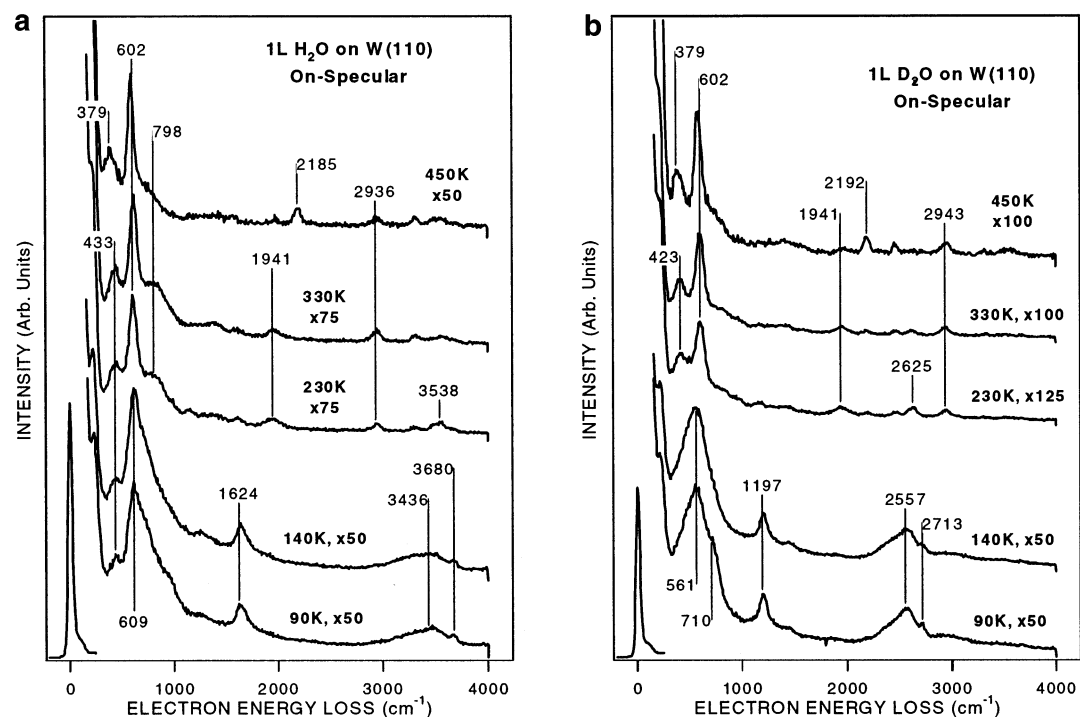 a
1L H₂O on W(110)
On-Specular
602
379
798
2185
450K
x50
2936
433
1941
330K
x75
230K
x75
3538
3680
1624
3436
140K, x50
90K, x50
609
INTENSITY (Arb. Units)
0 1000 2000 3000 4000
ELECTRON ENERGY LOSS (cm⁻¹)
b
1L D₂O on W(110)
On-Specular
379
602
2192
450K
x100
1941
2943
423
330K, x100
2625
230K, x125
1197
2557
2713
140K, x50
561
710
90K, x50
INTENSITY (Arb. Units)
0 1000 2000 3000 4000
ELECTRON ENERGY LOSS (cm⁻¹)